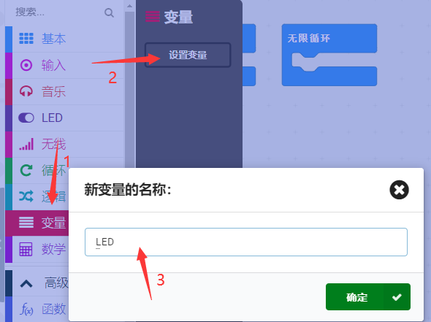 搜索...
变量
基本
设置变量
无限循环
2
输入
音乐
LED
无线
1
循环
逻辑
新变量的名称：
变量
LED
数学
3
高级
确定
f(x) 函数